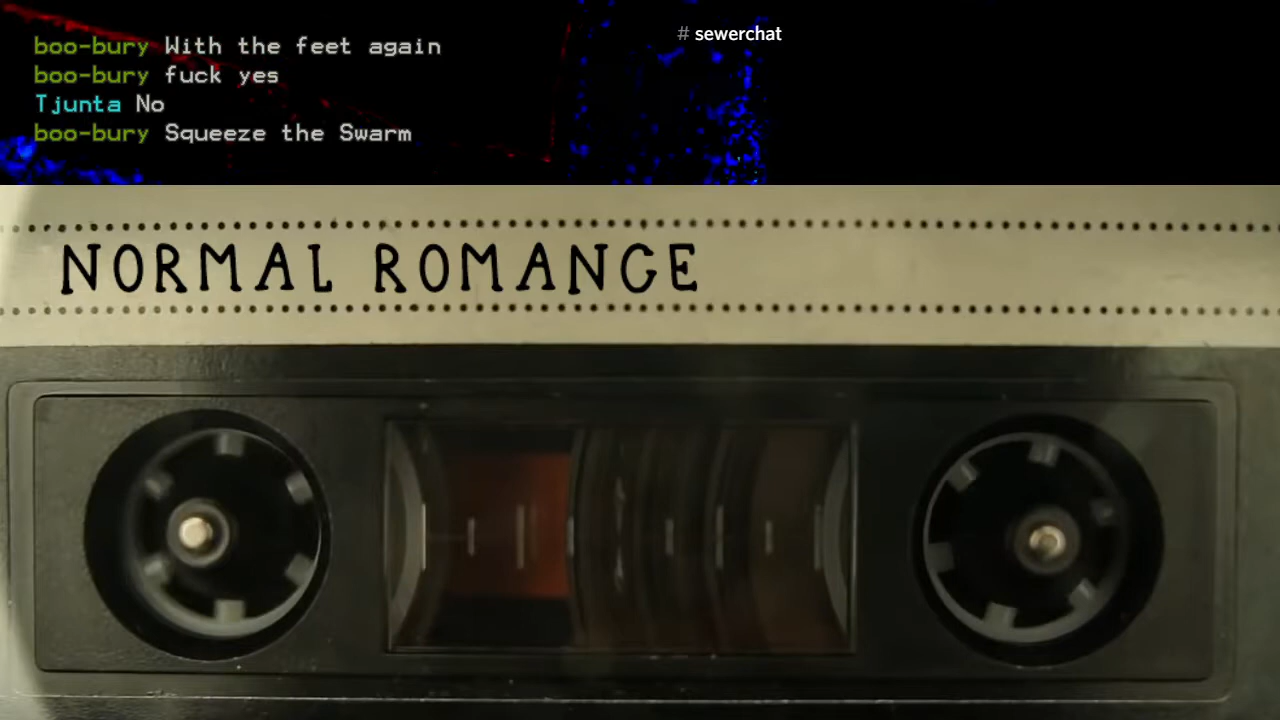 boo-bury With the feet again
boo-bury fuck yes
Tjunta No
boo-bury Squeeze the Swarm
# sewerchat
NORMAL ROMANCE